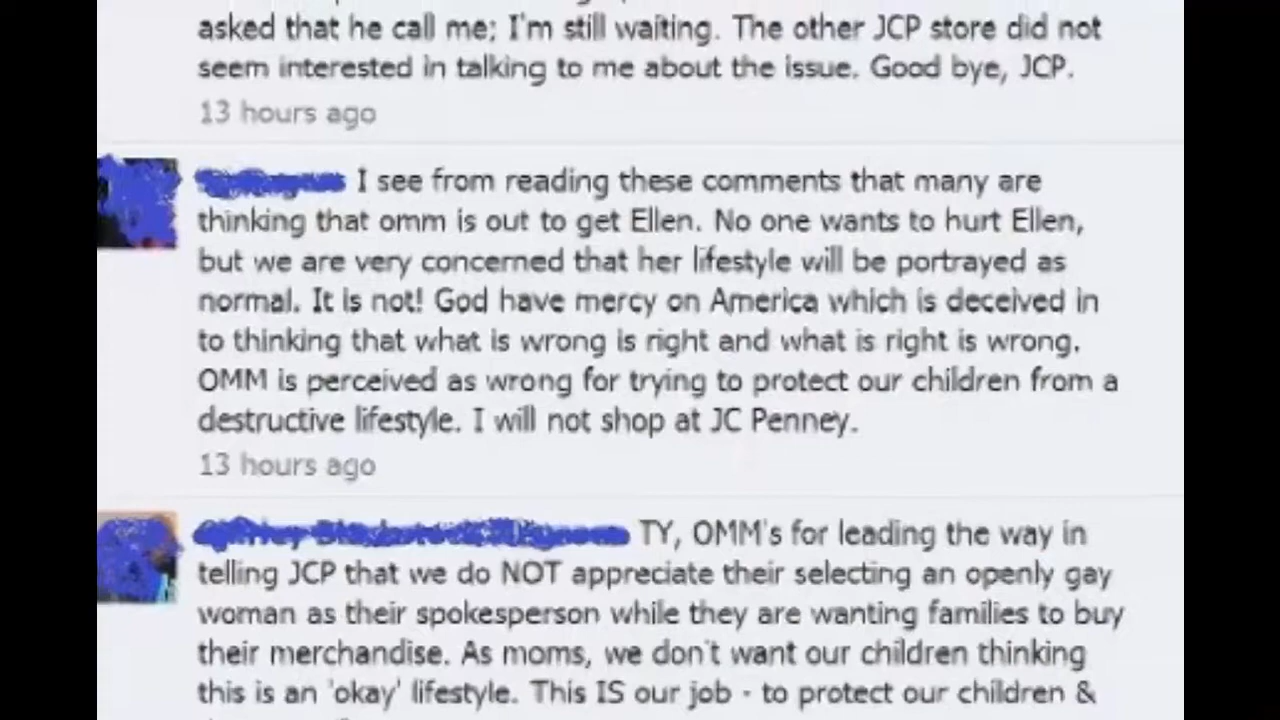 asked that he call me; I'm still waiting. The other JCP store did not
seem interested in talking to me about the issue. Good bye, JCP.
13 hours ago
I see from reading these comments that many are
thinking that omm is out to get Ellen. No one wants to hurt Ellen,
but we are very concerned that her lifestyle will be portrayed as
normal. It is not! God have mercy on America which is deceived in
to thinking that what is wrong is right and what is right is wrong.
OMM is perceived as wrong for trying to protect our children from a
destructive lifestyle. I will not shop at JC Penney.
13 hours ago
TY, OMM's for leading the way in
telling JCP that we do NOT appreciate their selecting an openly gay
woman as their spokesperson while they are wanting families to buy
their merchandise. As moms, we don't want our children thinking
this is an 'okay' lifestyle. This IS our job - to protect our children &